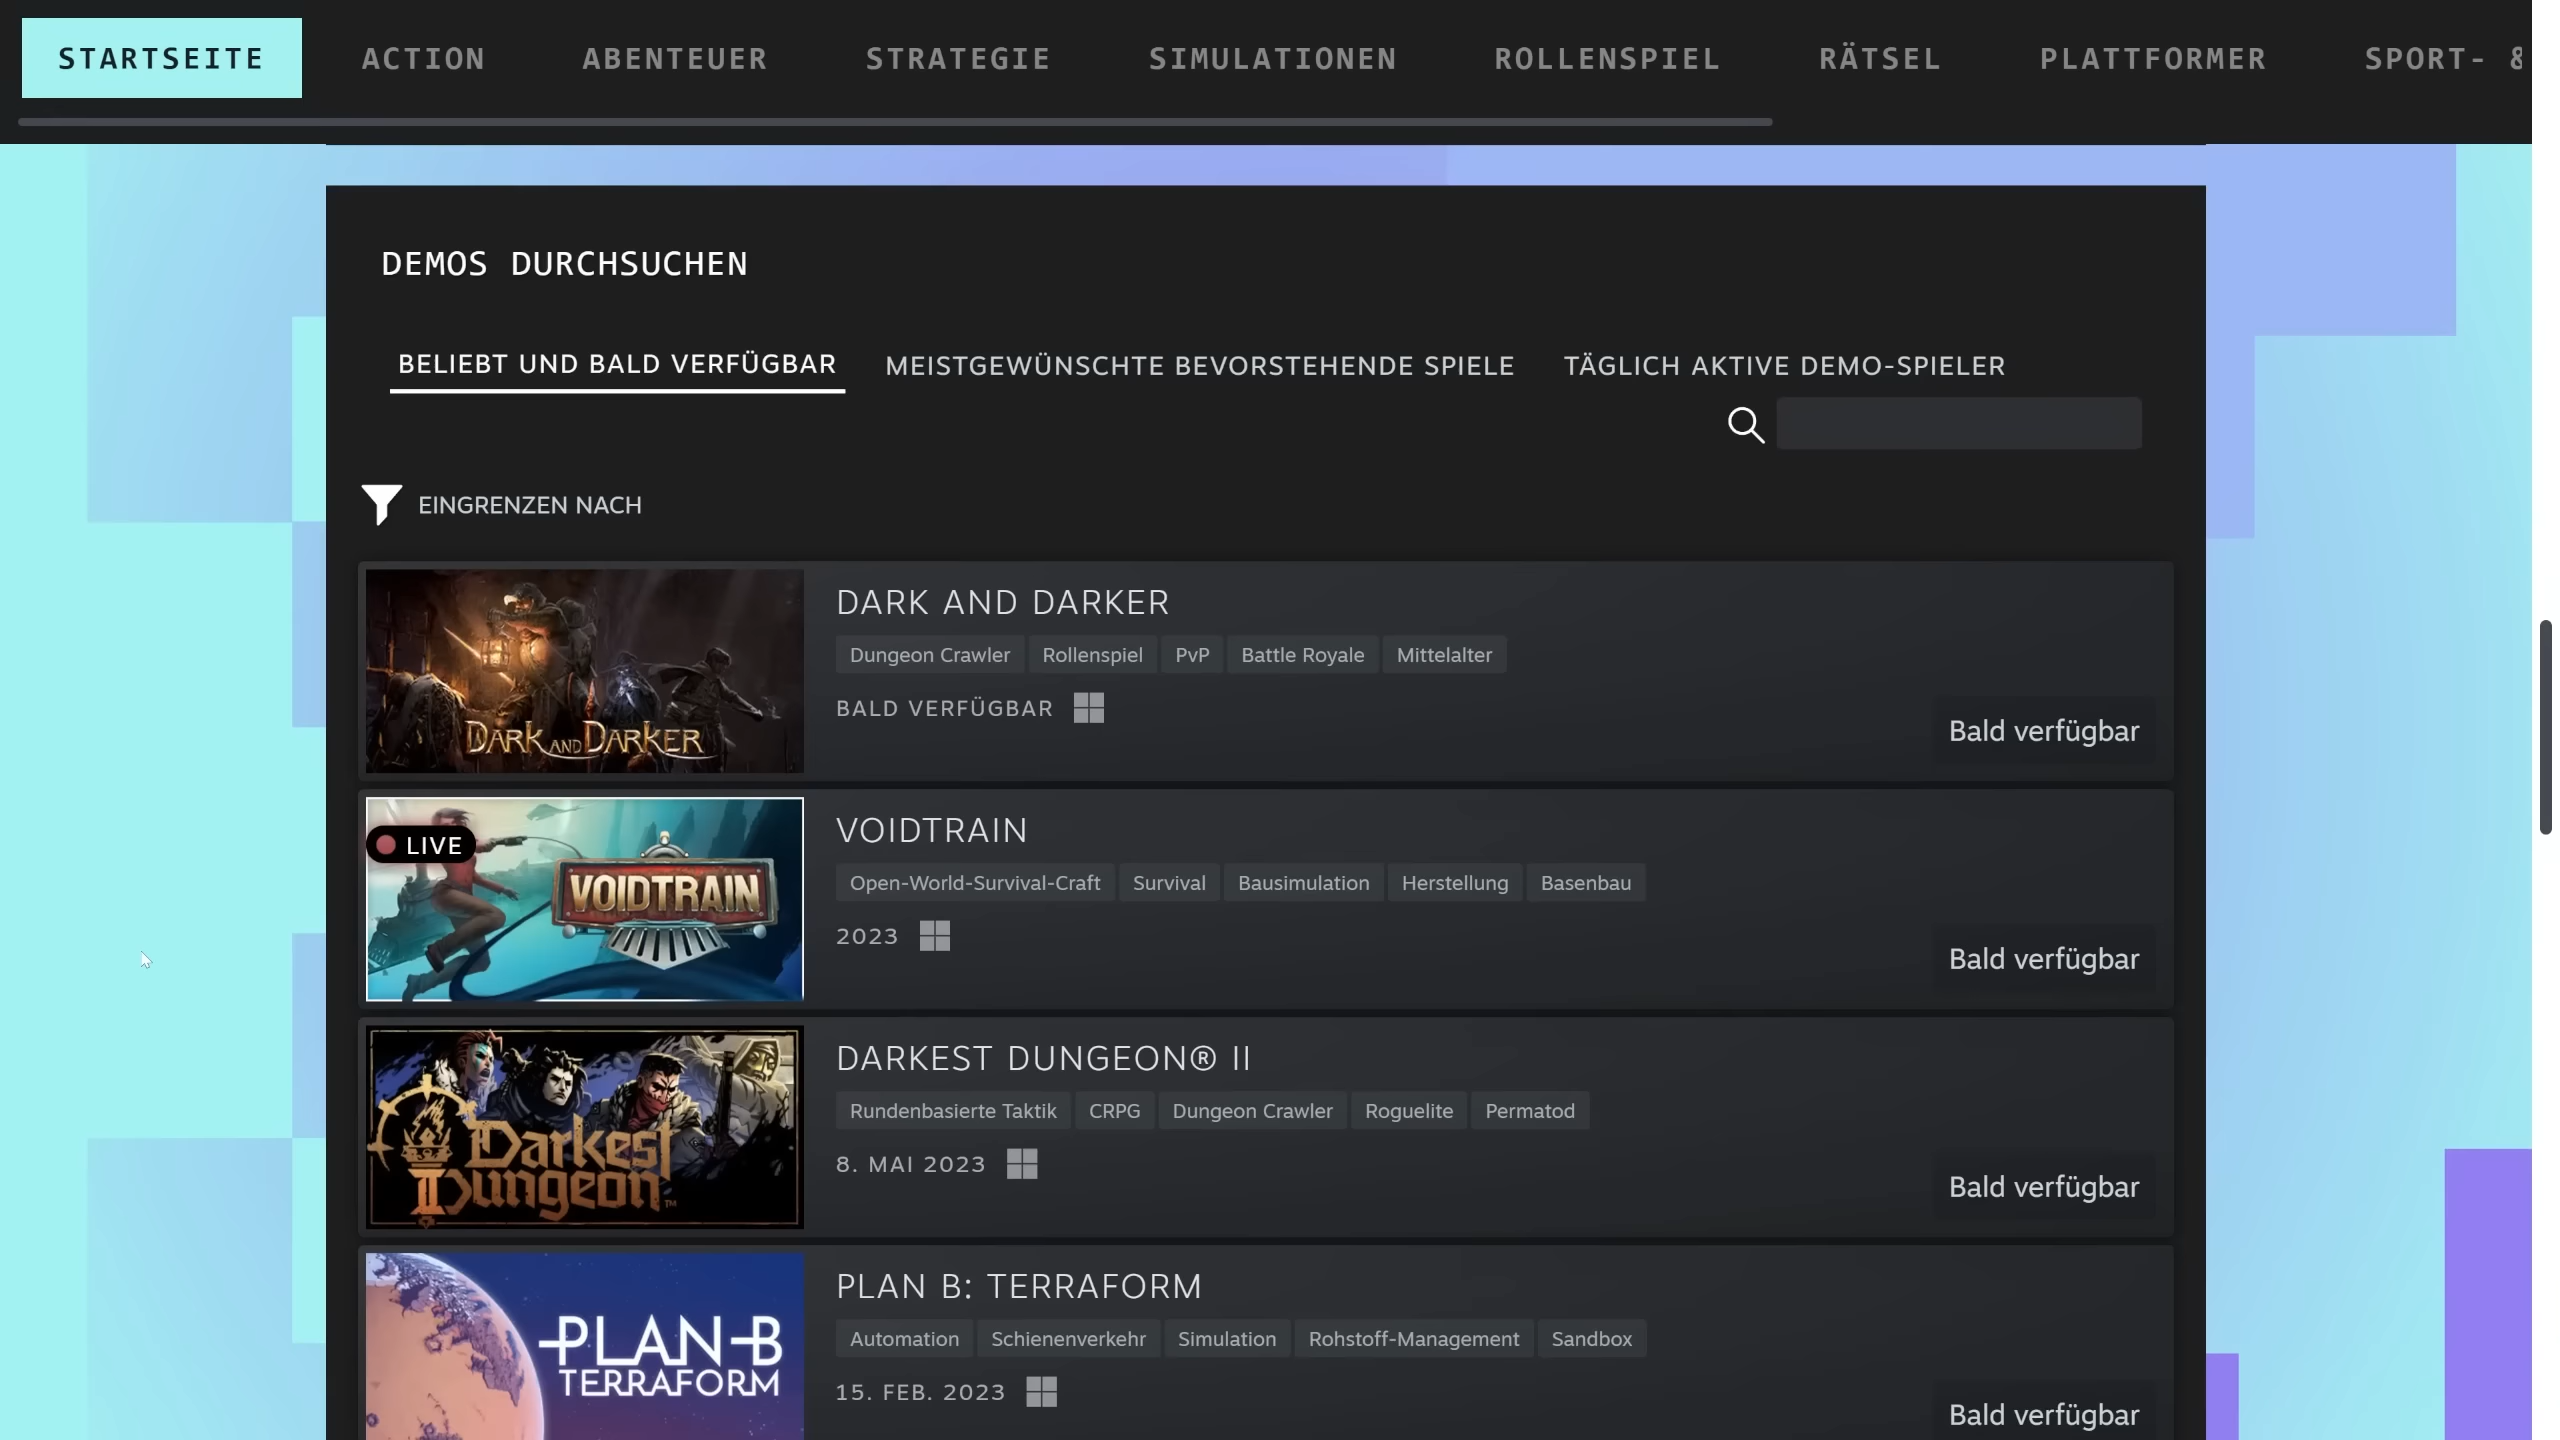 STARTSEITE ACTION ABENTEUER STRATEGIE SIMULATIONEN ROLLENSPIEL RÄTSEL PLATTFORMER SPORT- &
DEMOS DURCHSUCHEN
BELIEBT UND BALD VERFÜGBAR MEISTGEWÜNSCHTE BEVORSTEHENDE SPIELE TÄGLICH AKTIVE DEMO-SPIELER
EINGRENZEN NACH
DARK AND DARKER
DARK AND DARKER
Dungeon Crawler Rollenspiel PvP Battle Royale Mittelalter
BALD VERFÜGBAR
Bald verfügbar
LIVE
VOIDTRAIN
VOIDTRAIN
Open-World-Survival-Craft Survival Bausimulation Herstellung Basenbau
2023
Bald verfügbar
Darkest Dungeon II ™
DARKEST DUNGEON® II
Rundenbasierte Taktik CRPG Dungeon Crawler Roguelite Permatod
8. MAI 2023
Bald verfügbar
PLAN B
TERRAFORM
PLAN B: TERRAFORM
Automation Schienenverkehr Simulation Rohstoff-Management Sandbox
15. FEB. 2023
Bald verfügbar